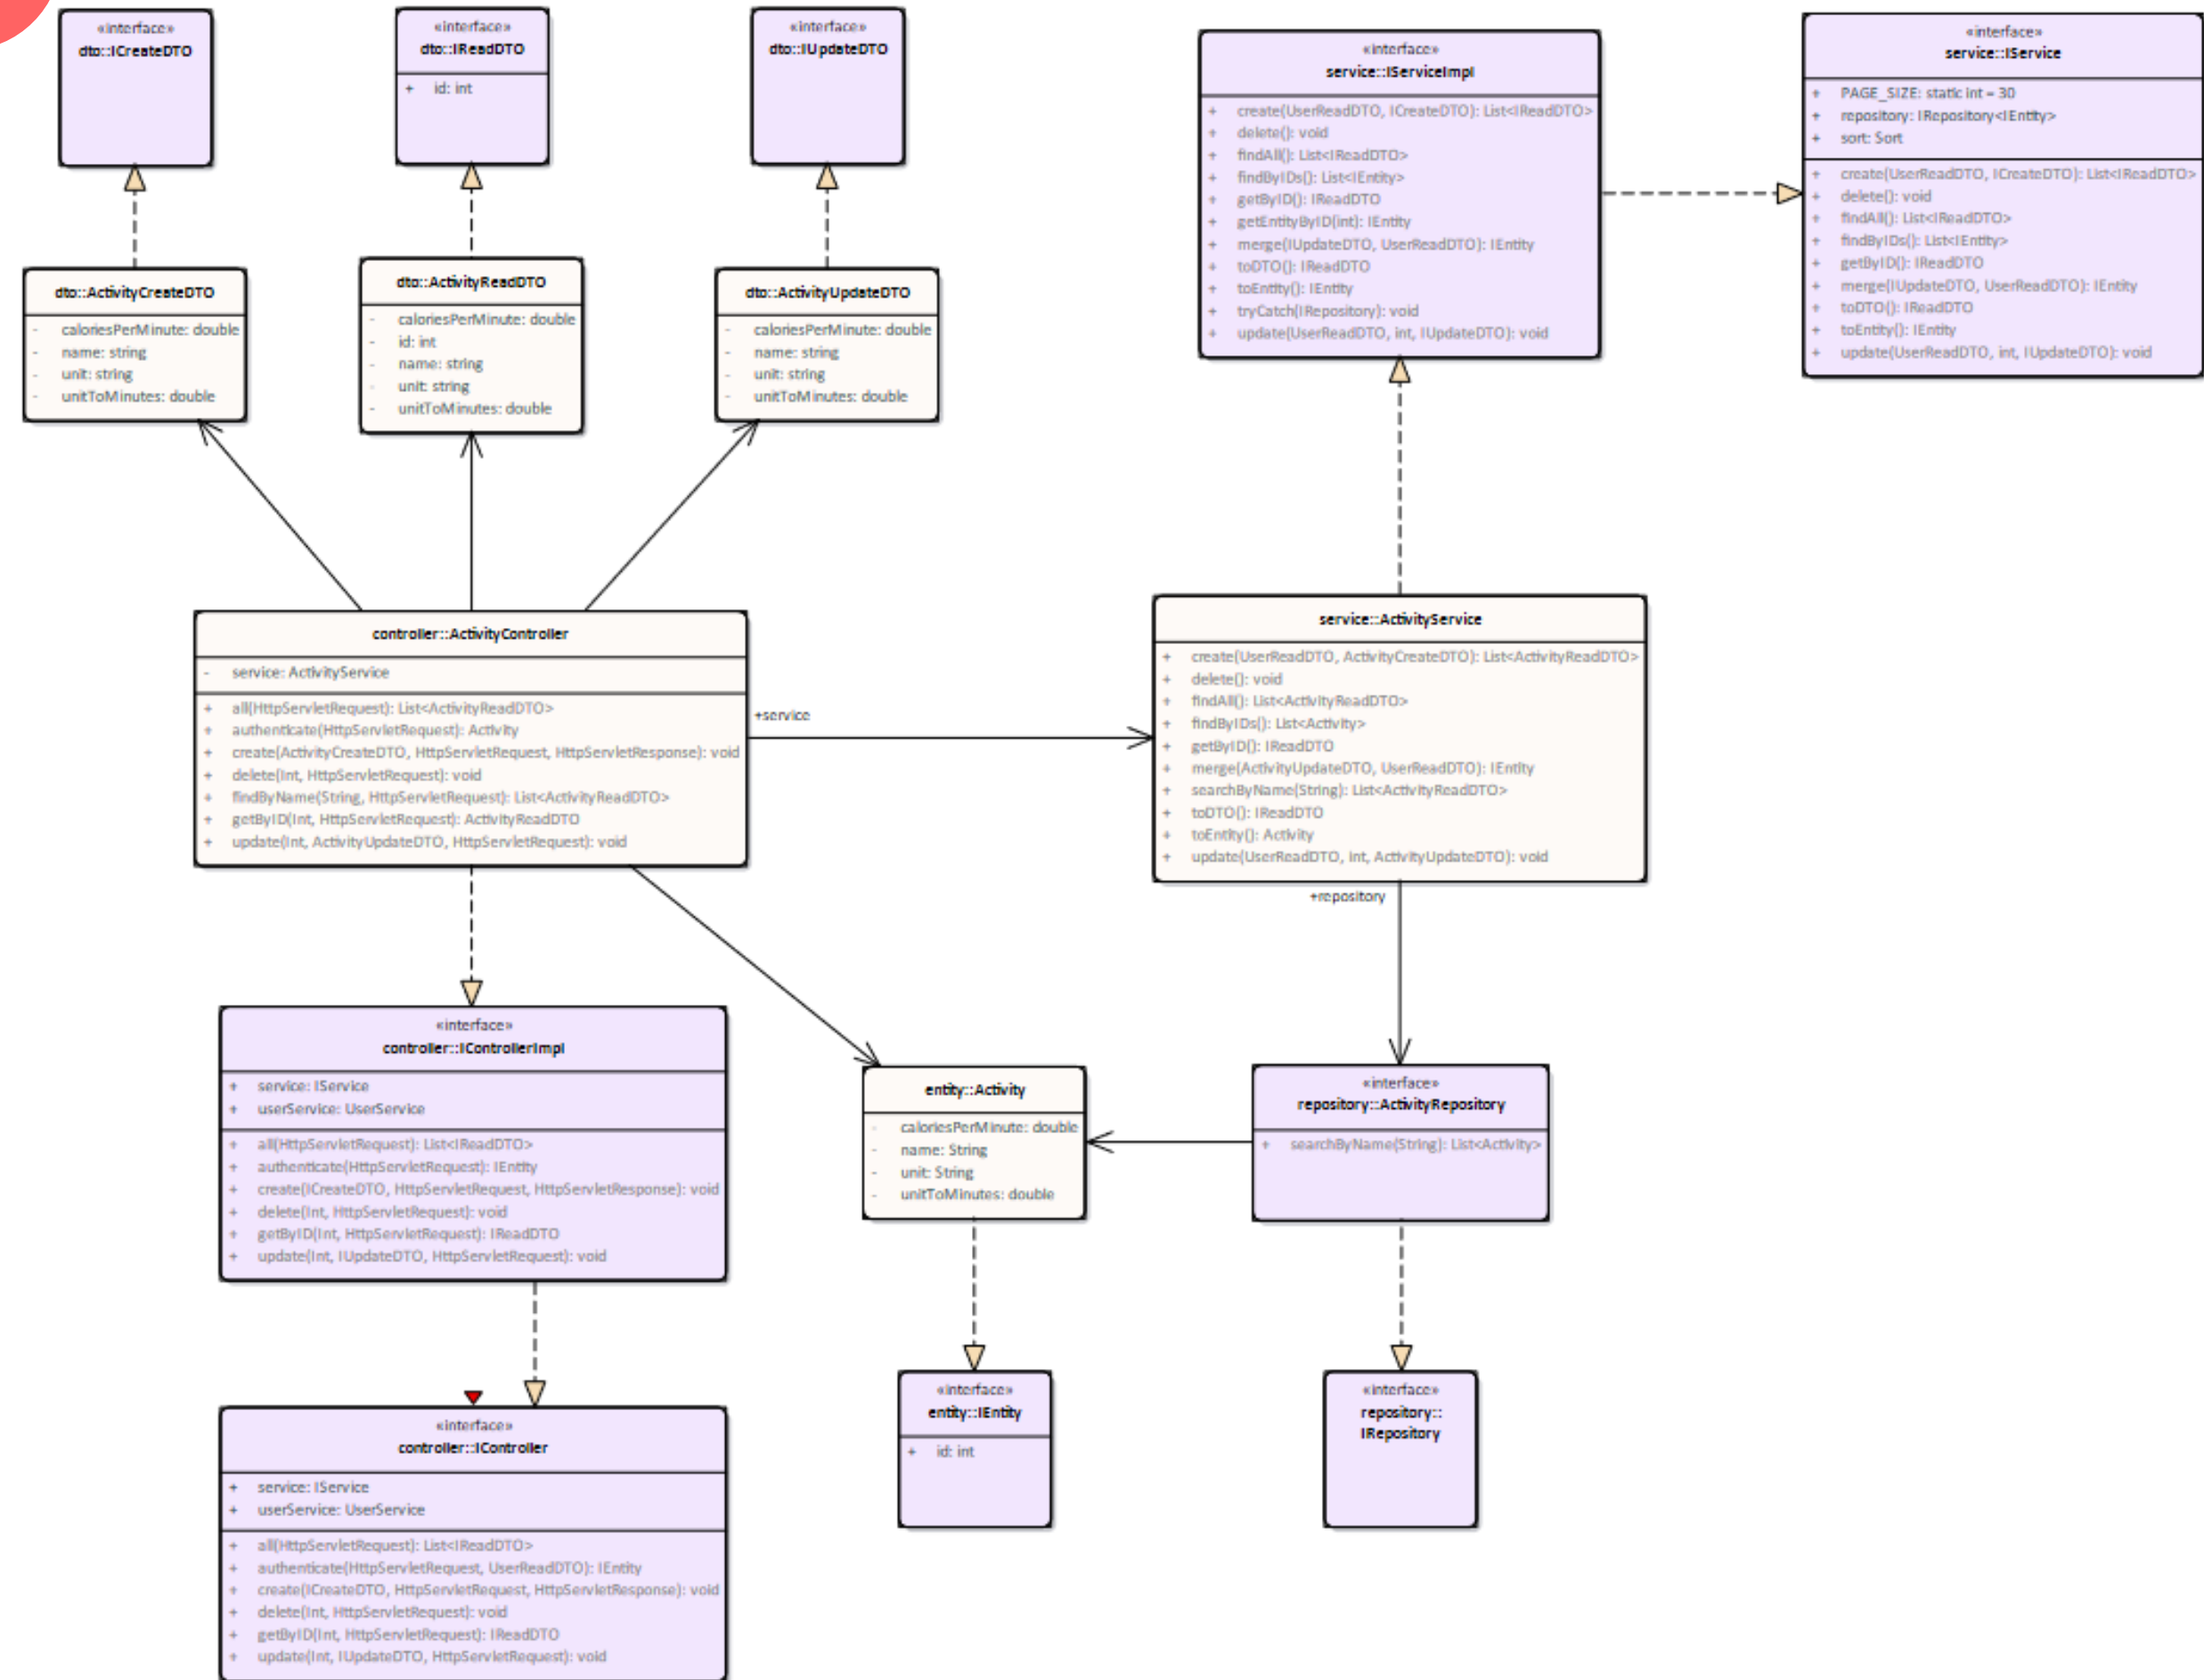 «interface»
dto::ICreateDTO
«interface»
dto::IReadDTO
+ id: int
«interface»
dto::IUpdateDTO
«interface»
service::IServiceImpl
+ create(UserReadDTO, ICreateDTO): List<IReadDTO>
+ delete(): void
+ findAll(): List<IReadDTO>
+ findByIDs(): List<IEntity>
+ getByID(): IReadDTO
+ getEntityByID(int): IEntity
+ merge(IUpdateDTO, UserReadDTO): IEntity
+ toDTO(): IReadDTO
+ toEntity(): IEntity
+ tryCatch(IRepository): void
+ update(UserReadDTO, int, IUpdateDTO): void
«interface»
service::IService
+ PAGE_SIZE: static int = 30
+ repository: IRepository<IEntity>
+ sort: Sort
+ create(UserReadDTO, ICreateDTO): List<IReadDTO>
+ delete(): void
+ findAll(): List<IReadDTO>
+ findByIDs(): List<IEntity>
+ getByID(): IReadDTO
+ merge(IUpdateDTO, UserReadDTO): IEntity
+ toDTO(): IReadDTO
+ toEntity(): IEntity
+ update(UserReadDTO, int, IUpdateDTO): void
dto::ActivityCreateDTO
- caloriesPerMinute: double
- name: string
- unit: string
- unitToMinutes: double
dto::ActivityReadDTO
- caloriesPerMinute: double
- id: int
- name: string
- unit: string
- unitToMinutes: double
dto::ActivityUpdateDTO
- caloriesPerMinute: double
- name: string
- unit: string
- unitToMinutes: double
controller::ActivityController
- service: ActivityService
+ all(HttpServletRequest): List<ActivityReadDTO>
+ authenticate(HttpServletRequest): Activity
+ create(ActivityCreateDTO, HttpServletRequest, HttpServletResponse): void
+ delete(Int, HttpServletRequest): void
+ findByName(String, HttpServletRequest): List<ActivityReadDTO>
+ getByID(Int, HttpServletRequest): ActivityReadDTO
+ update(Int, ActivityUpdateDTO, HttpServletRequest): void
+service
service::ActivityService
+ create(UserReadDTO, ActivityCreateDTO): List<ActivityReadDTO>
+ delete(): void
+ findAll(): List<ActivityReadDTO>
+ findByIDs(): List<Activity>
+ getByID(): IReadDTO
+ merge(ActivityUpdateDTO, UserReadDTO): IEntity
+ searchByName(String): List<ActivityReadDTO>
+ toDTO(): IReadDTO
+ toEntity(): Activity
+ update(UserReadDTO, Int, ActivityUpdateDTO): void
+repository
«interface»
controller::IControllerImpl
+ service: IService
+ userService: UserService
+ all(HttpServletRequest): List<IReadDTO>
+ authenticate(HttpServletRequest): IEntity
+ create(ICreateDTO, HttpServletRequest, HttpServletResponse): void
+ delete(Int, HttpServletRequest): void
+ getByID(Int, HttpServletRequest): IReadDTO
+ update(Int, IUpdateDTO, HttpServletRequest): void
entity::Activity
- caloriesPerMinute: double
- name: String
- unit: String
- unitToMinutes: double
«interface»
repository::ActivityRepository
+ searchByName(String): List<Activity>
«interface»
controller::IController
+ service: IService
+ userService: UserService
+ all(HttpServletRequest): List<IReadDTO>
+ authenticate(HttpServletRequest, UserReadDTO): IEntity
+ create(ICreateDTO, HttpServletRequest, HttpServletResponse): void
+ delete(Int, HttpServletRequest): void
+ getByID(Int, HttpServletRequest): IReadDTO
+ update(Int, IUpdateDTO, HttpServletRequest): void
«interface»
entity::IEntity
+ id: int
«interface»
repository::
IRepository